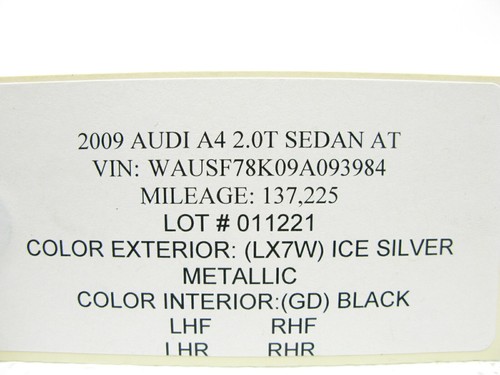 2009 AUDI A4 2.0T SEDAN AT
VIN: WAUSF78K09A093984
MILEAGE: 137,225
LOT # 011221
COLOR EXTERIOR: (LX7W) ICE SILVER
METALLIC
COLOR INTERIOR:(GD) BLACK
LHF RHF
LHR RHR